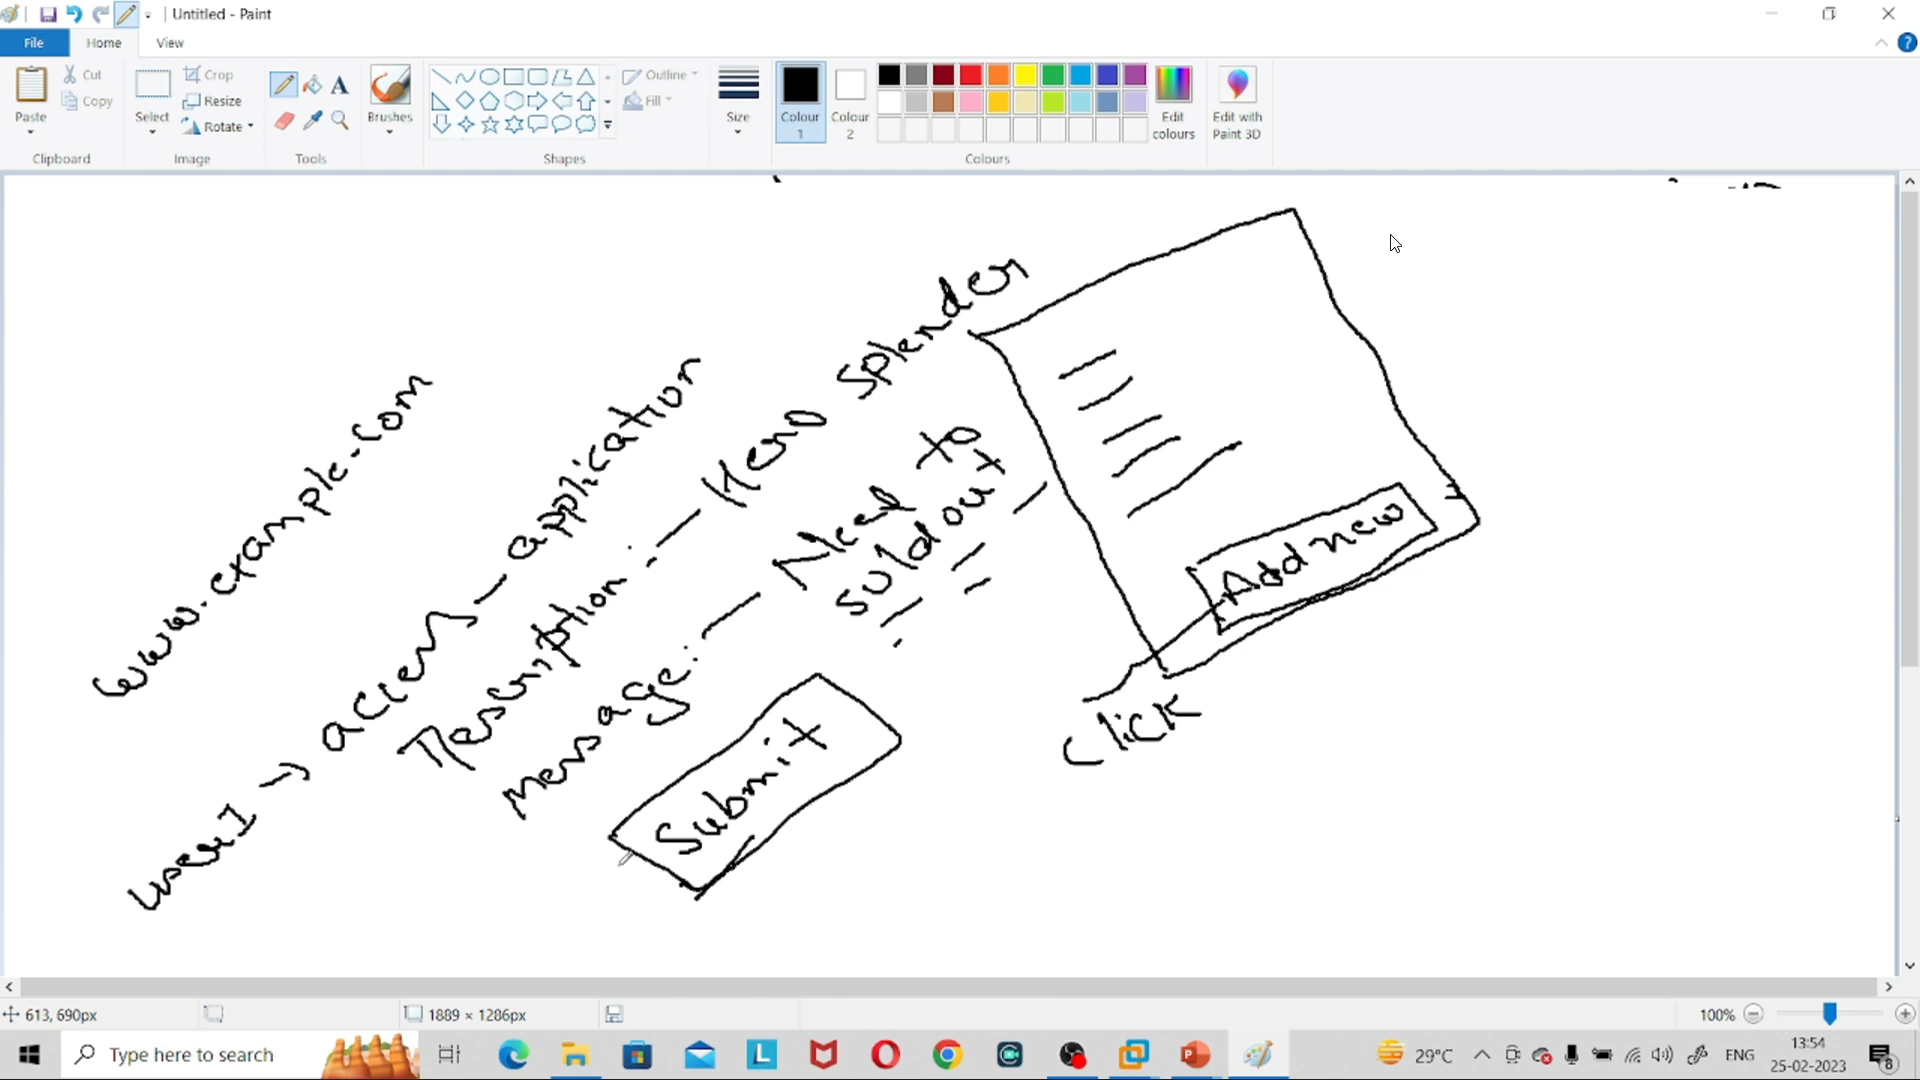 Untitled - Paint
File
Home
View
Paste
Cut
Copy
Clipboard
Select
Crop
Resize
Rotate
Image
Tools
Brushes
Outline
Fill
Shapes
Size
Colour
1
Colour
2
Edit
colours
Edit with
Paint 3D
Colours
www.example.com
user1 → access - application
Description :- Hero Splender
Message :- Need to
soldout
Submit
Add new
Click
613, 690px
1889 × 1286px
100%
Type here to search
29°C
ENG
13:54
25-02-2023
8